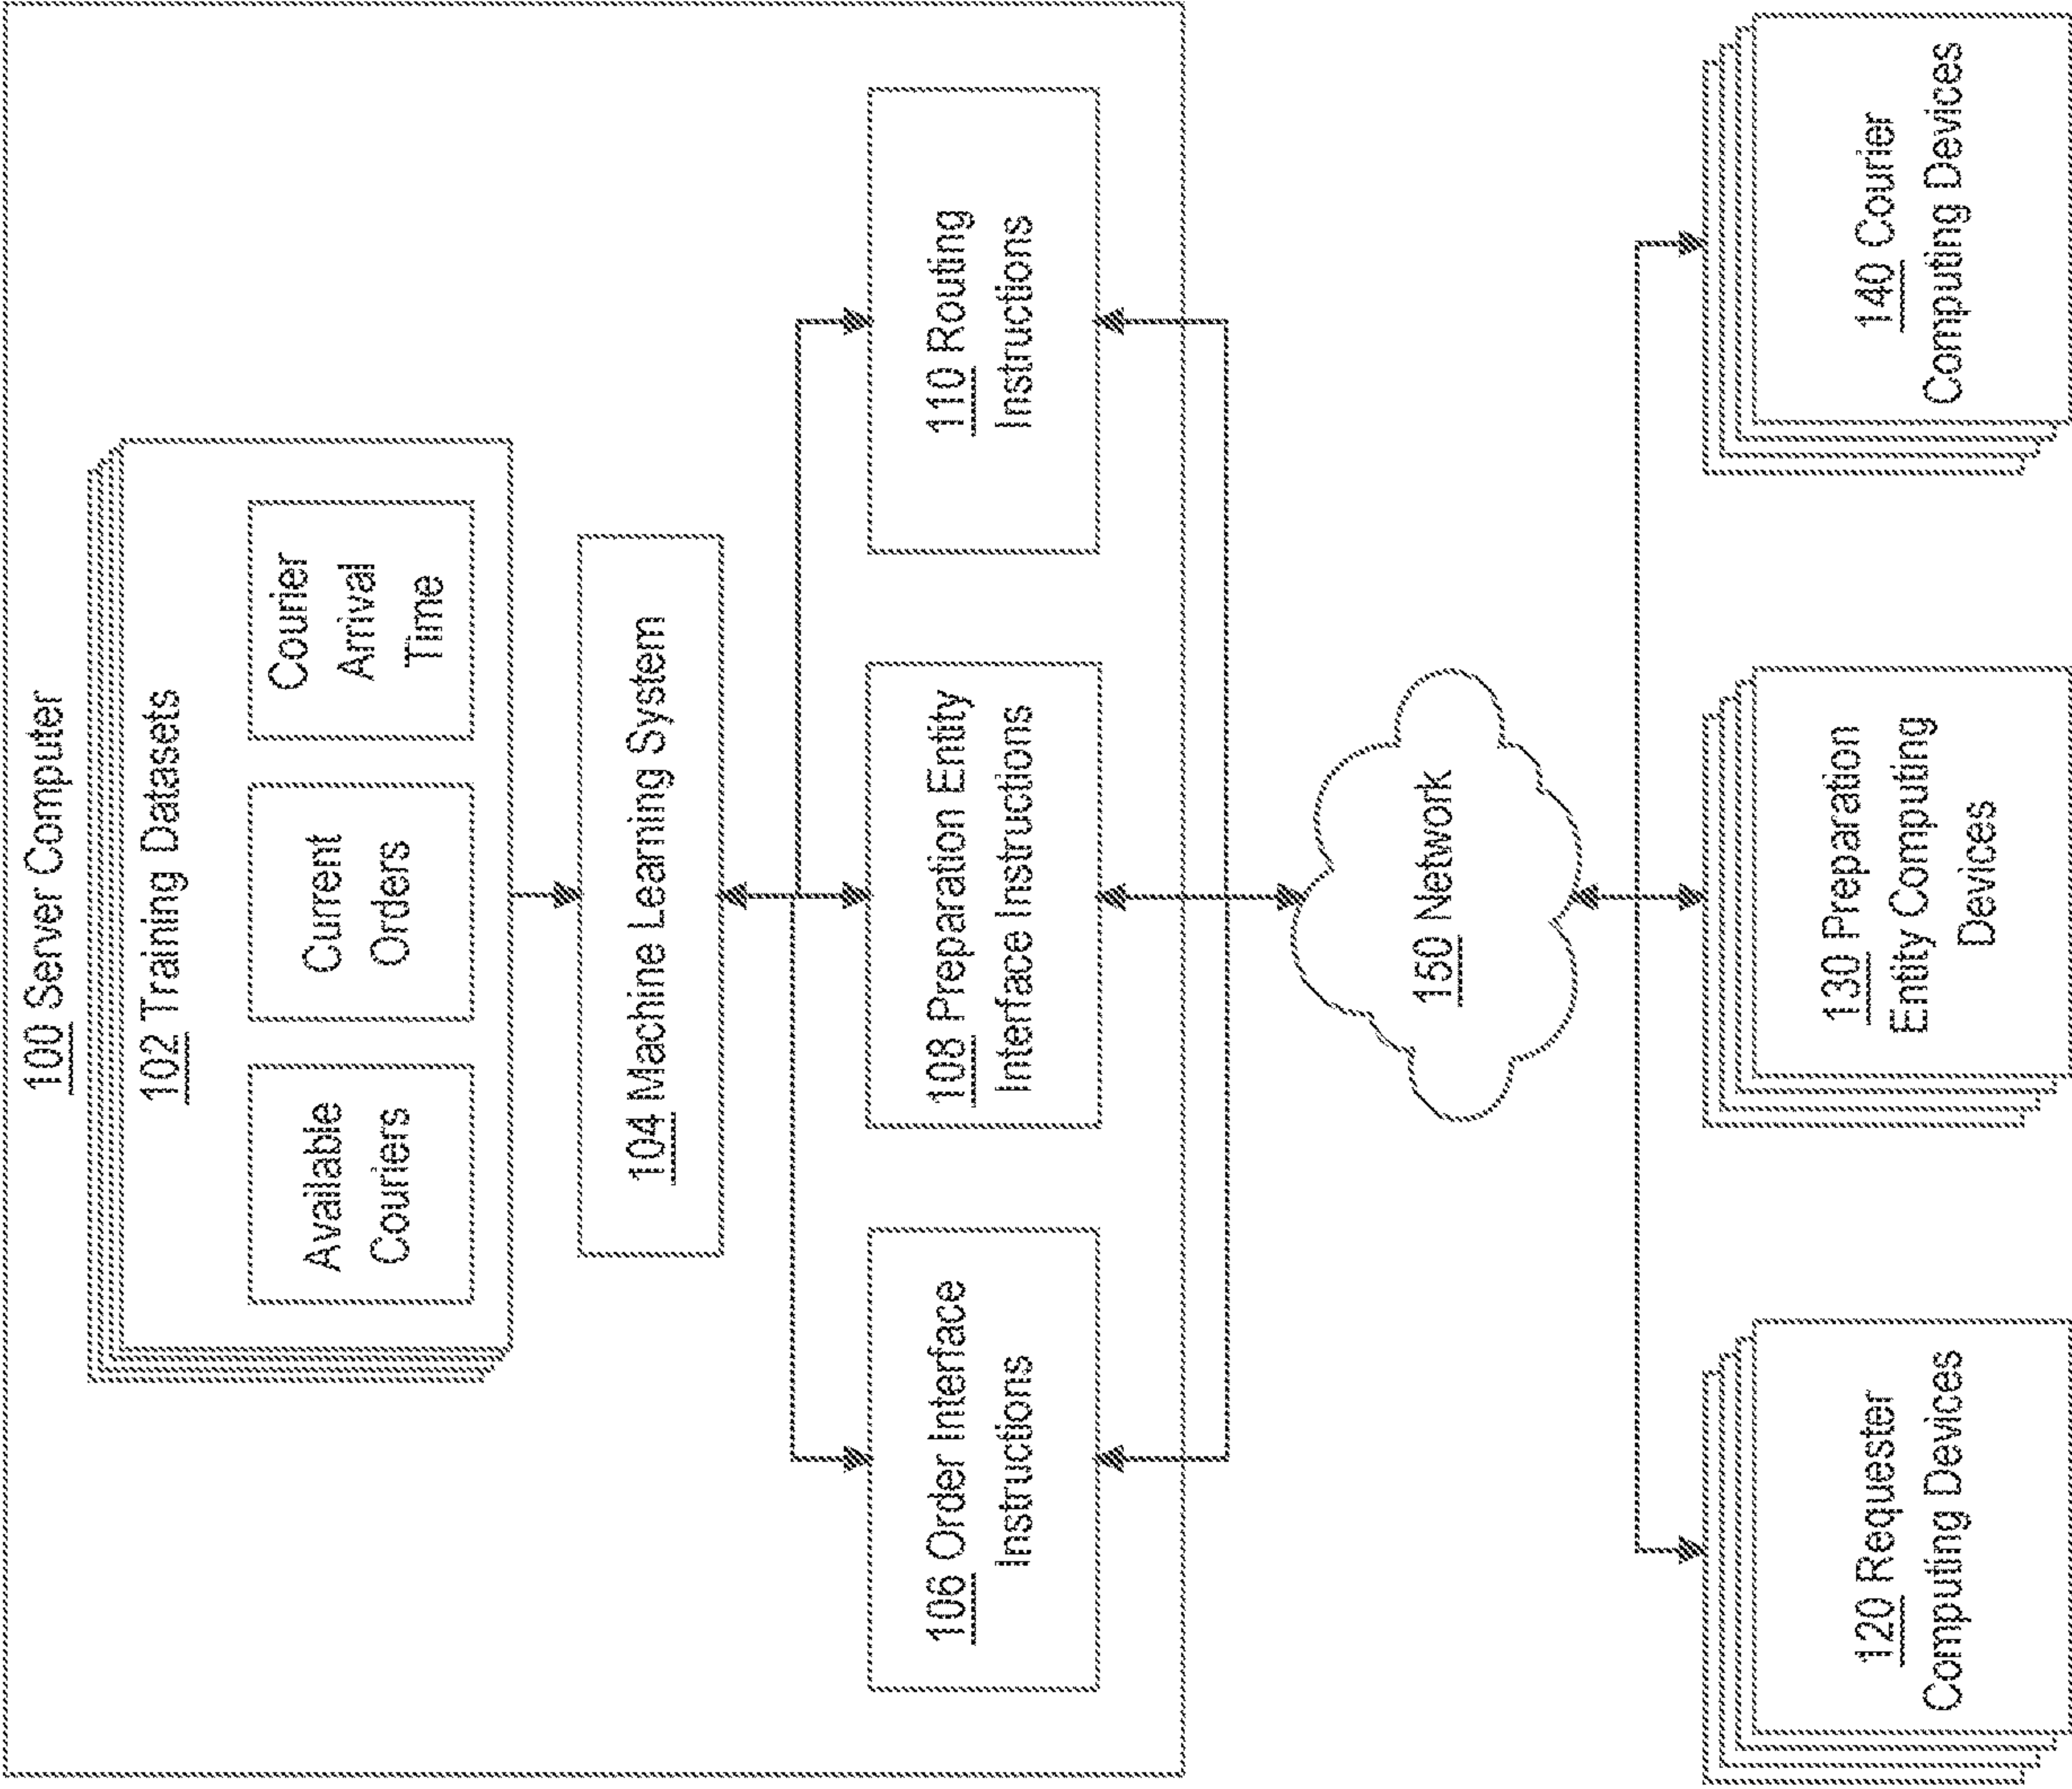 100 Server Computer
102 Training Datasets
Available
Couriers
Current
Orders
Courier
Arrival
Time
104 Machine Learning System
106 Order Interface
Instructions
108 Preparation Entity
Interface Instructions
110 Routing
Instructions
150 Network
120 Requester
Computing Devices
130 Preparation
Entity Computing
Devices
140 Courier
Computing Devices